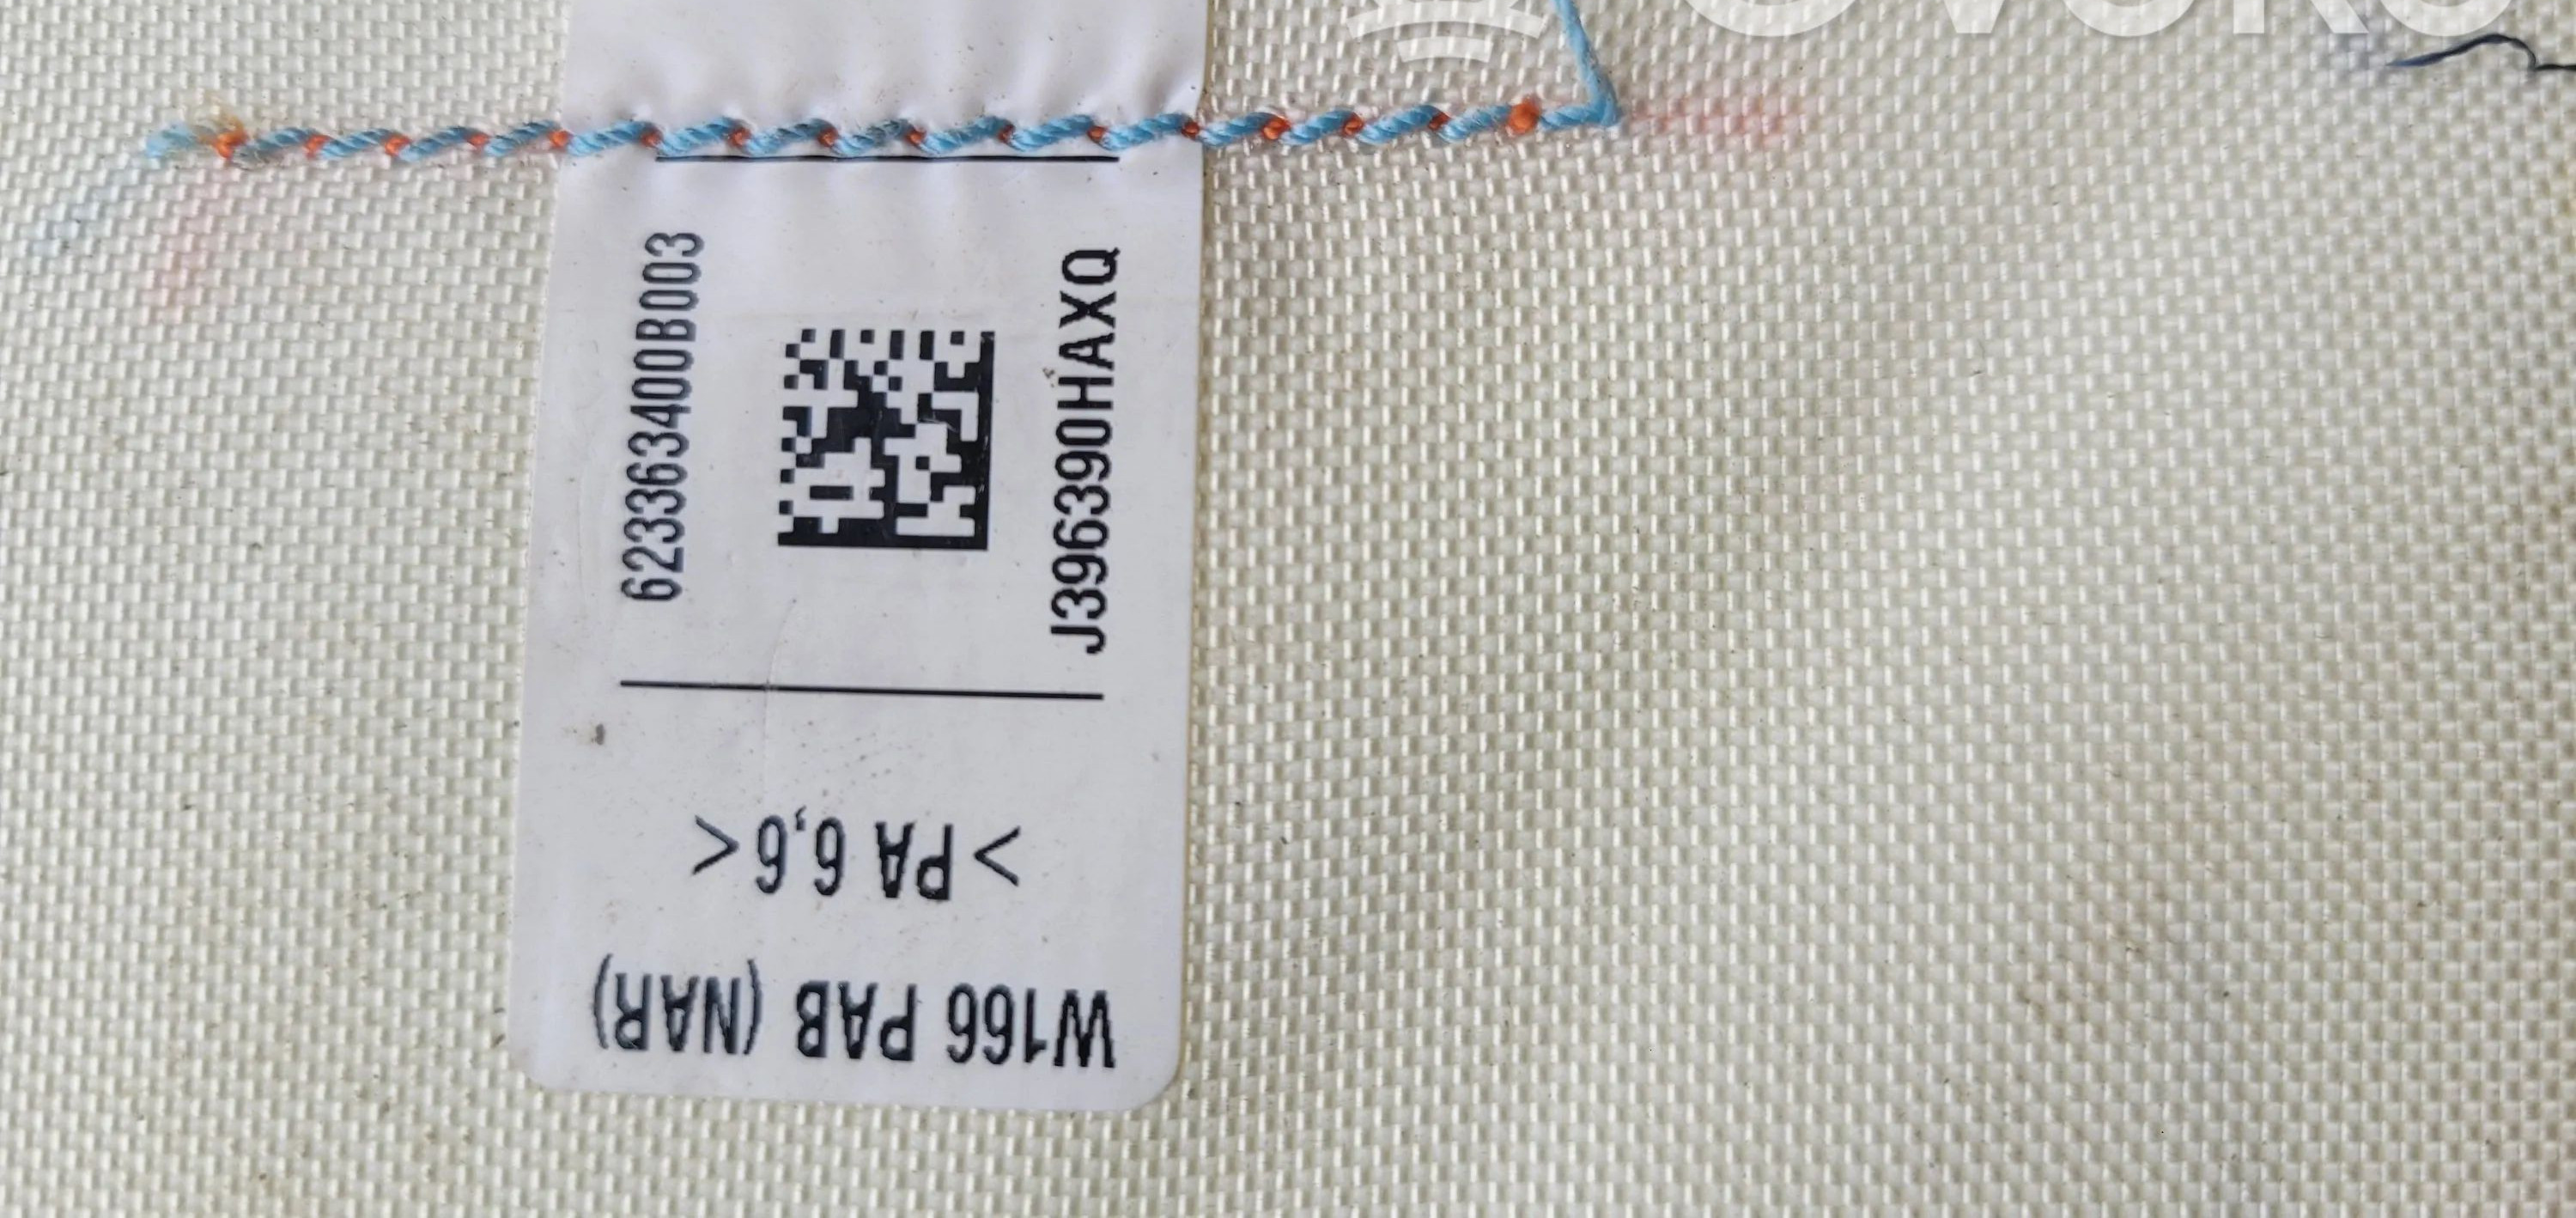 623363400B003
J396390HAXQ
> PA 6,6 <
W166 PAB (NAR)